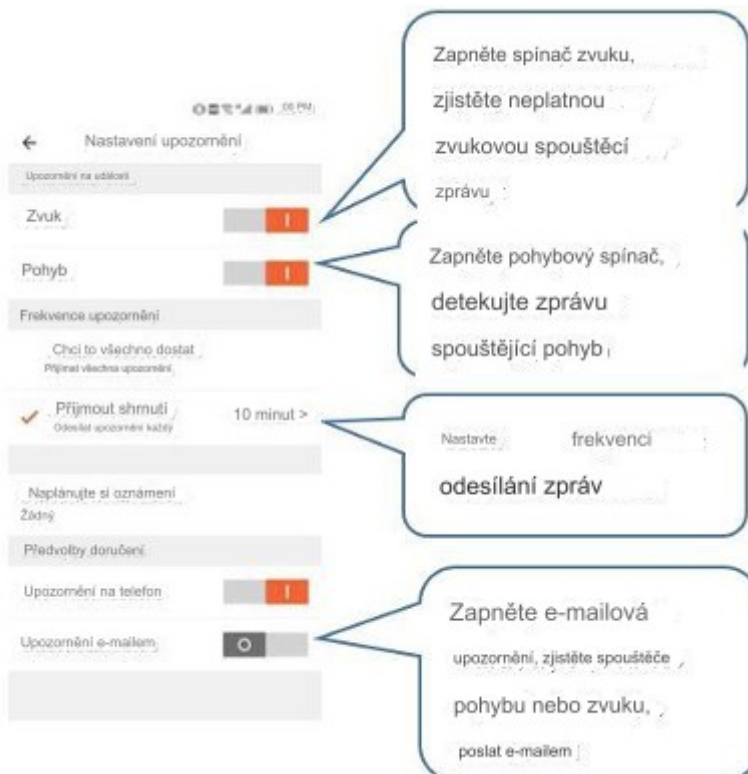 :06 PM
Nastavení upozornění
Upozornění na události
Zvuk
Pohyb
Frekvence upozornění
Chci to všechno dostat
Přijímat všechna upozornění
Přijmout shrnutí
10 minut >
Odesílat upozornění každý
Naplánujte si oznámení
Žádný
Předvolby doručení
Upozornění na telefon
Upozornění e-mailem
Zapněte spínač zvuku,
zjistěte neplatnou
zvukovou spouštěcí
zprávu
Zapněte pohybový spínač,
detekujte zprávu
spouštějící pohyb
Nastavte frekvenci
odesílání zpráv
Zapněte e-mailová
upozornění, zjistěte spouštěče
pohybu nebo zvuku,
poslat e-mailem